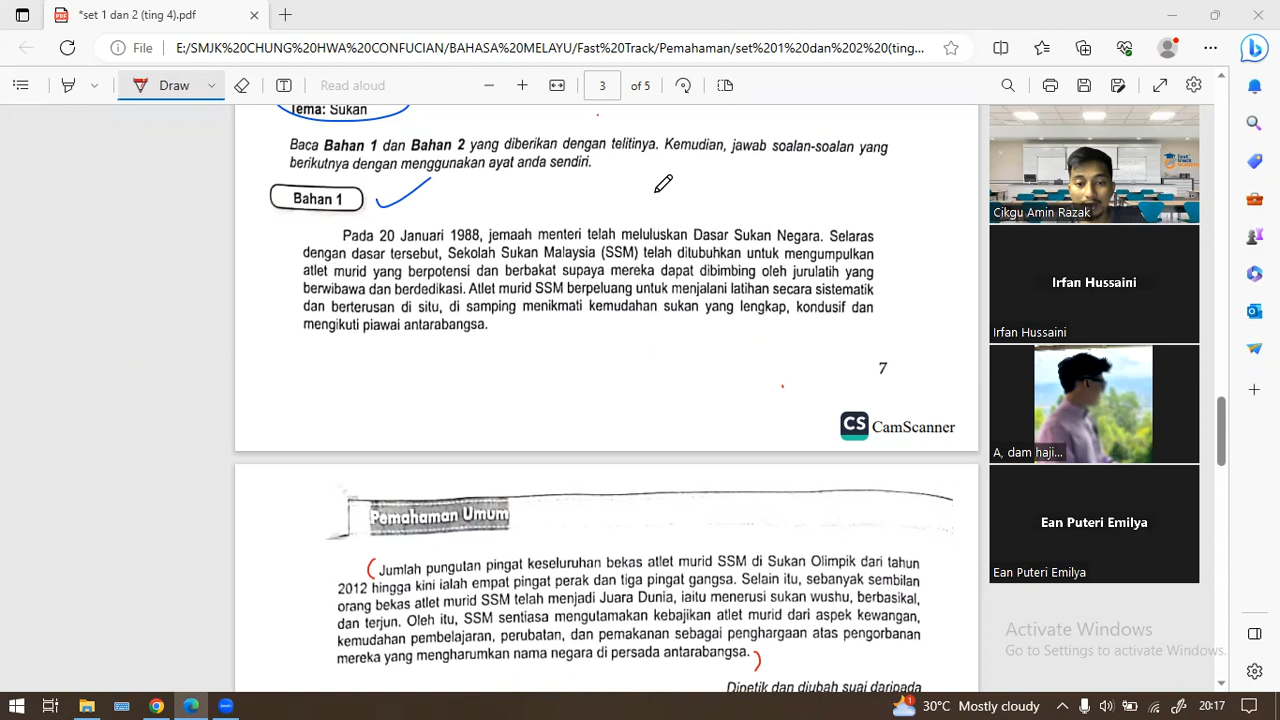 *set 1 dan 2 (ting 4).pdf
File
E:/SMJK%20CHUNG%20HWA%20CONFUCIAN/BAHASA%20MELAYU/Fast%20Track/Pemahaman/set%201%20dan%202%20(ting...
Draw
Read aloud
3
of 5
Tema: Sukan
Baca Bahan 1 dan Bahan 2 yang diberikan dengan telitinya. Kemudian, jawab soalan-soalan yang
berikutnya dengan menggunakan ayat anda sendiri.
Bahan 1
Pada 20 Januari 1988, jemaah menteri telah meluluskan Dasar Sukan Negara. Selaras
dengan dasar tersebut, Sekolah Sukan Malaysia (SSM) telah ditubuhkan untuk mengumpulkan
atlet murid yang berpotensi dan berbakat supaya mereka dapat dibimbing oleh jurulatih yang
berwibawa dan berdedikasi. Atlet murid SSM berpeluang untuk menjalani latihan secara sistematik
dan berterusan di situ, di samping menikmati kemudahan sukan yang lengkap, kondusif dan
mengikuti piawai antarabangsa.
7
CS CamScanner
Pemahaman Umum
Jumlah pungutan pingat keseluruhan bekas atlet murid SSM di Sukan Olimpik dari tahun
2012 hingga kini ialah empat pingat perak dan tiga pingat gangsa. Selain itu, sebanyak sembilan
orang bekas atlet murid SSM telah menjadi Juara Dunia, iaitu menerusi sukan wushu, berbasikal,
dan terjun. Oleh itu, SSM sentiasa mengutamakan kebajikan atlet murid dari aspek kewangan,
kemudahan pembelajaran, perubatan, dan pemakanan sebagai penghargaan atas pengorbanan
mereka yang mengharumkan nama negara di persada antarabangsa.
Dipetik dan diubah suai daripada
Cikgu Amin Razak
Irfan Hussaini
Irfan Hussaini
A, dam haji...
Ean Puteri Emilya
Ean Puteri Emilya
Activate Windows
Go to Settings to activate Windows.
30°C Mostly cloudy
20:17